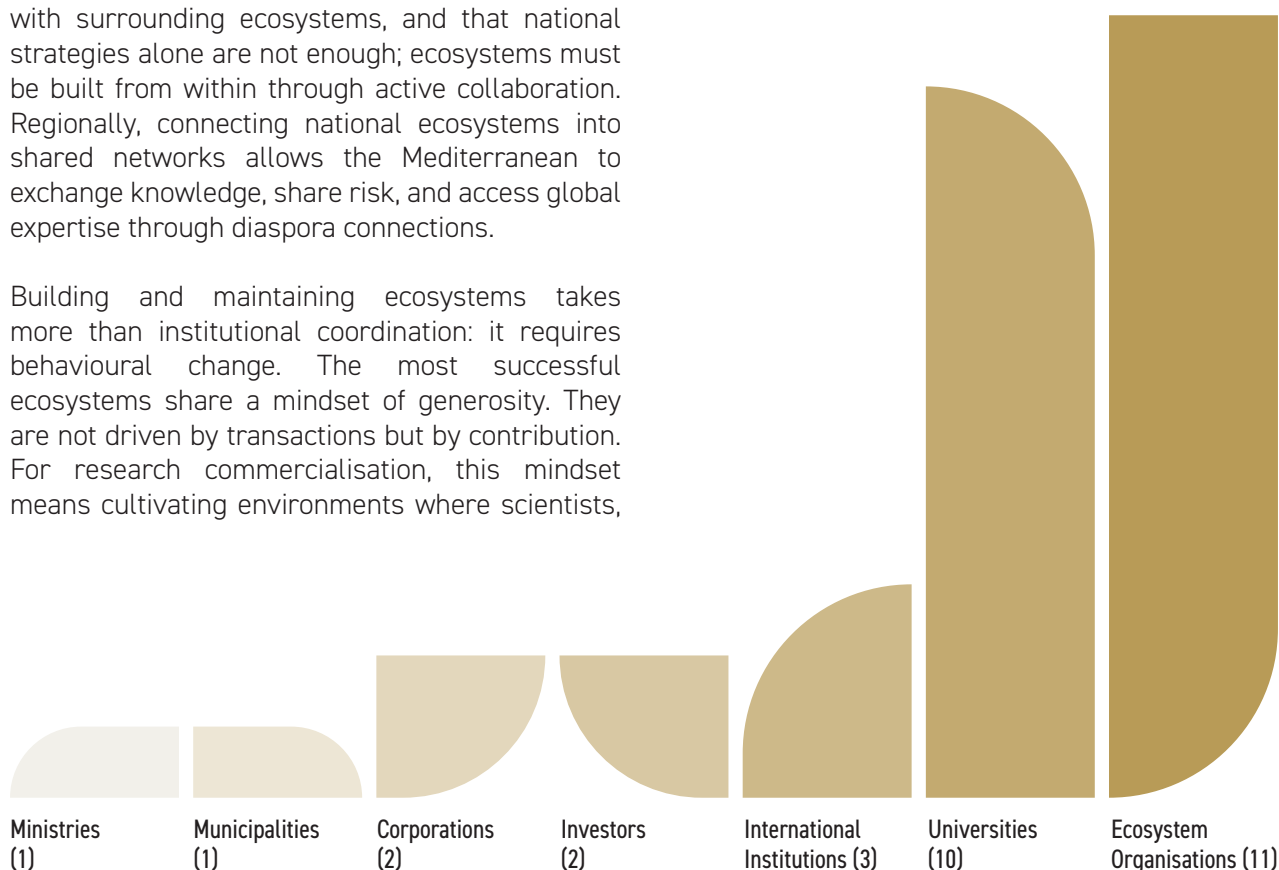 with surrounding ecosystems, and that national
strategies alone are not enough; ecosystems must
be built from within through active collaboration.
Regionally, connecting national ecosystems into
shared networks allows the Mediterranean to
exchange knowledge, share risk, and access global
expertise through diaspora connections.
Building and maintaining ecosystems takes
more than institutional coordination: it requires
behavioural change. The most successful
ecosystems share a mindset of generosity. They
are not driven by transactions but by contribution.
For research commercialisation, this mindset
means cultivating environments where scientists,
Ministries
(1)
Municipalities
(1)
Corporations
(2)
Investors
(2)
International
Institutions (3)
Universities
(10)
Ecosystem
Organisations (11)